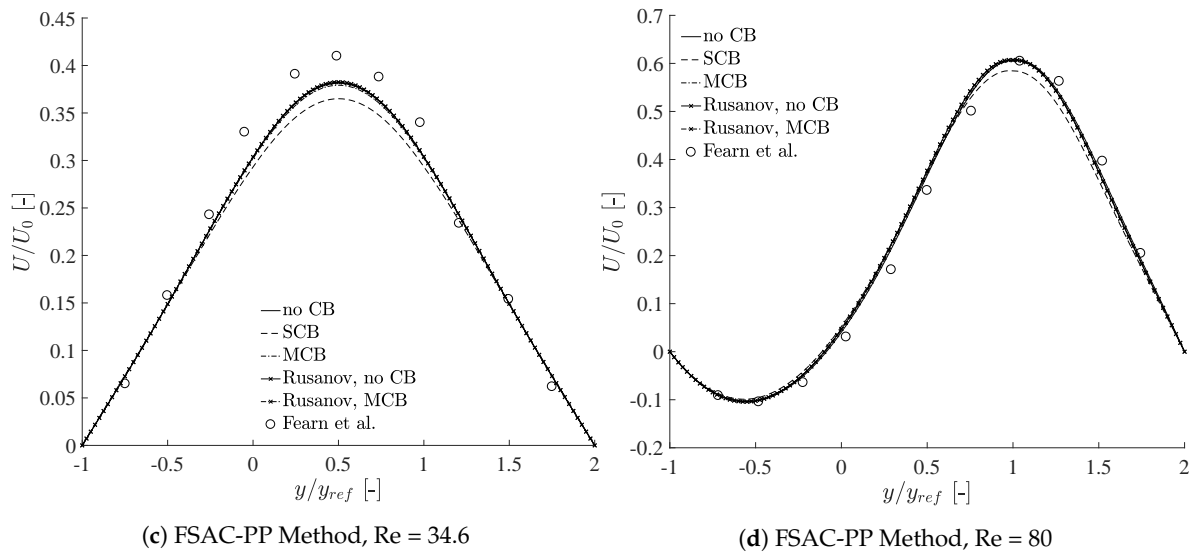 0.45
0.4
0.35
0.3
0.25
0.2
0.15
0.1
0.05
0
U/U₀ [-]
no CB
SCB
MCB
Rusanov, no CB
Rusanov, MCB
Fearn et al.
-1 -0.5 0 0.5 1 1.5 2
y/y_ref [-]
(c) FSAC-PP Method, Re = 34.6
0.7
0.6
0.5
0.4
0.3
0.2
0.1
0
-0.1
-0.2
U/U₀ [-]
no CB
SCB
MCB
Rusanov, no CB
Rusanov, MCB
Fearn et al.
-1 -0.5 0 0.5 1 1.5 2
y/y_ref [-]
(d) FSAC-PP Method, Re = 80